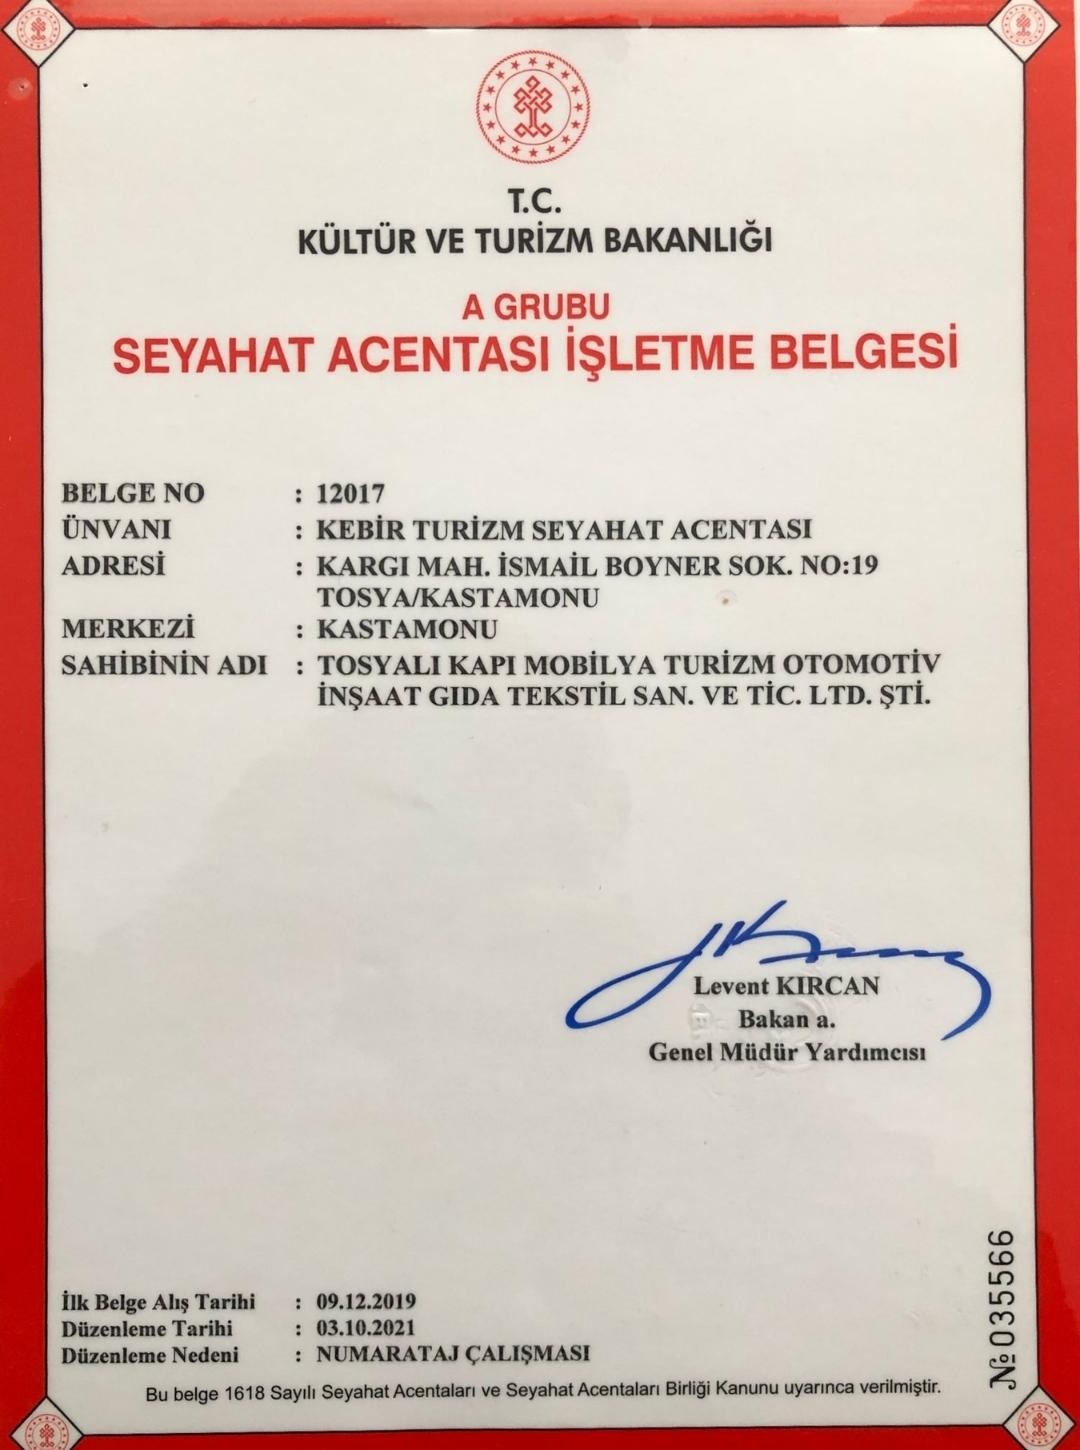 T.C.
KÜLTÜR VE TURİZM BAKANLIĞI
A GRUBU
SEYAHAT ACENTASI İŞLETME BELGESİ
BELGE NO : 12017
ÜNVANI : KEBİR TURİZM SEYAHAT ACENTASI
ADRESİ : KARGI MAH. İSMAİL BOYNER SOK. NO:19
TOSYA/KASTAMONU
MERKEZİ : KASTAMONU
SAHİBİNİN ADI : TOSYALI KAPI MOBİLYA TURİZM OTOMOTİV
İNŞAAT GIDA TEKSTİL SAN. VE TİC. LTD. ŞTİ.
Levent KIRCAN
Bakan a.
Genel Müdür Yardımcısı
İlk Belge Alış Tarihi : 09.12.2019
Düzenleme Tarihi : 03.10.2021
Düzenleme Nedeni : NUMARATAJ ÇALIŞMASI
Bu belge 1618 Sayılı Seyahat Acentaları ve Seyahat Acentaları Birliği Kanunu uyarınca verilmiştir.
№035566